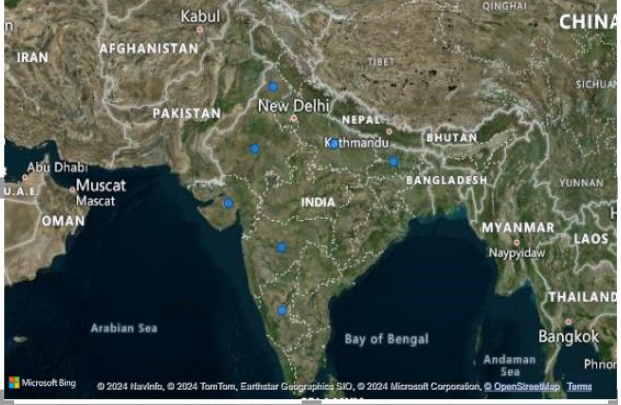 QINGHAI
Kabul
CHINA
n
AFGHANISTAN
IRAN
TIBET
SICHUAN
New Delhi
PAKISTAN
NEPAL
Kathmandu
BHUTAN
Abu Dhabi
BANGLADESH
YUNNAN
U.A.E
Muscat
Mascat
INDIA
OMAN
MYANMAR
LAOS
Naypyidaw
THAILAND
Arabian Sea
Bay of Bengal
Bangkok
Andaman
Sea
Phnor
Microsoft Bing
© 2024 NavInfo, © 2024 TomTom, Earthstar Geographics SIO, © 2024 Microsoft Corporation, © OpenStreetMap Terms